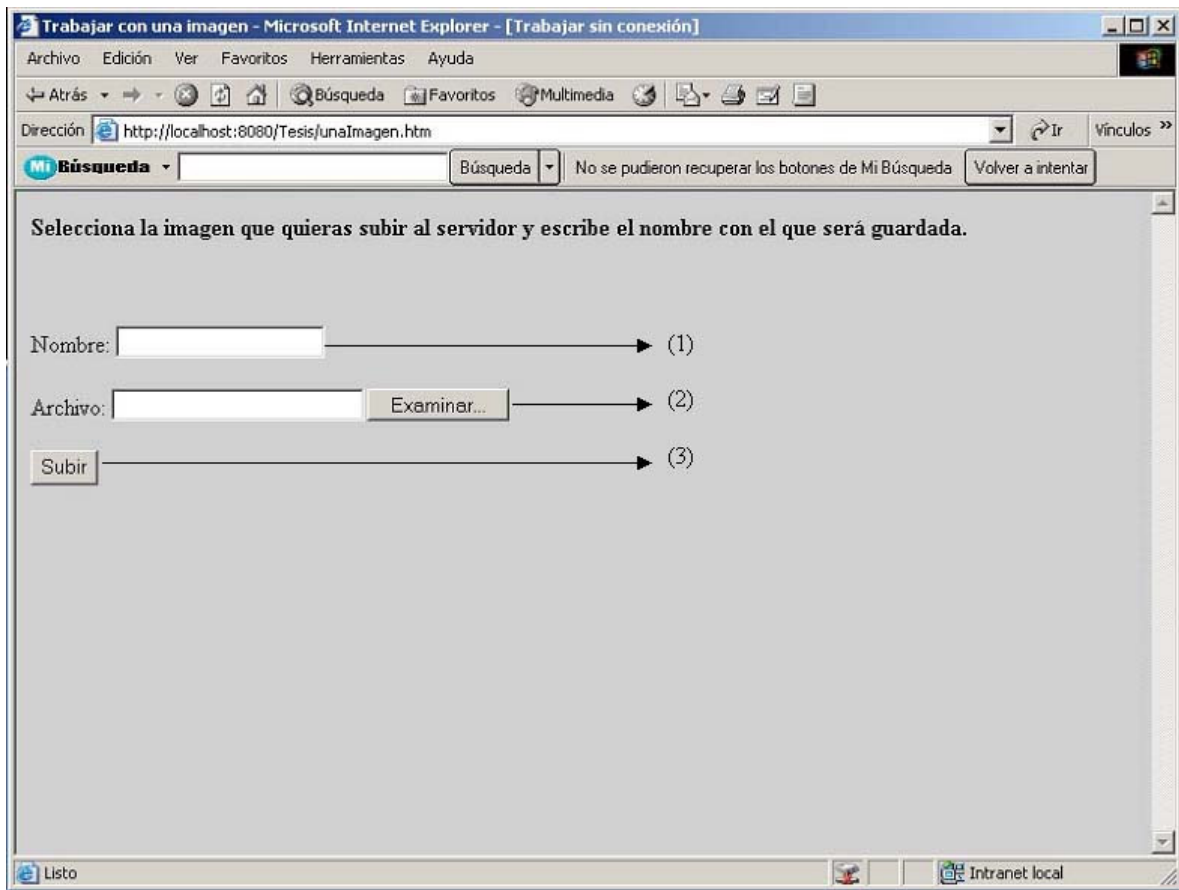 Trabajar con una imagen - Microsoft Internet Explorer - [Trabajar sin conexión]
Archivo Edición Ver Favoritos Herramientas Ayuda
Atrás Búsqueda Favoritos Multimedia
Dirección http://localhost:8080/Tesis/unaImagen.htm Ir Vínculos »
Mi Búsqueda Búsqueda No se pudieron recuperar los botones de Mi Búsqueda Volver a intentar
Selecciona la imagen que quieras subir al servidor y escribe el nombre con el que será guardada.
Nombre: (1)
Archivo: Examinar... (2)
Subir (3)
Listo Intranet local